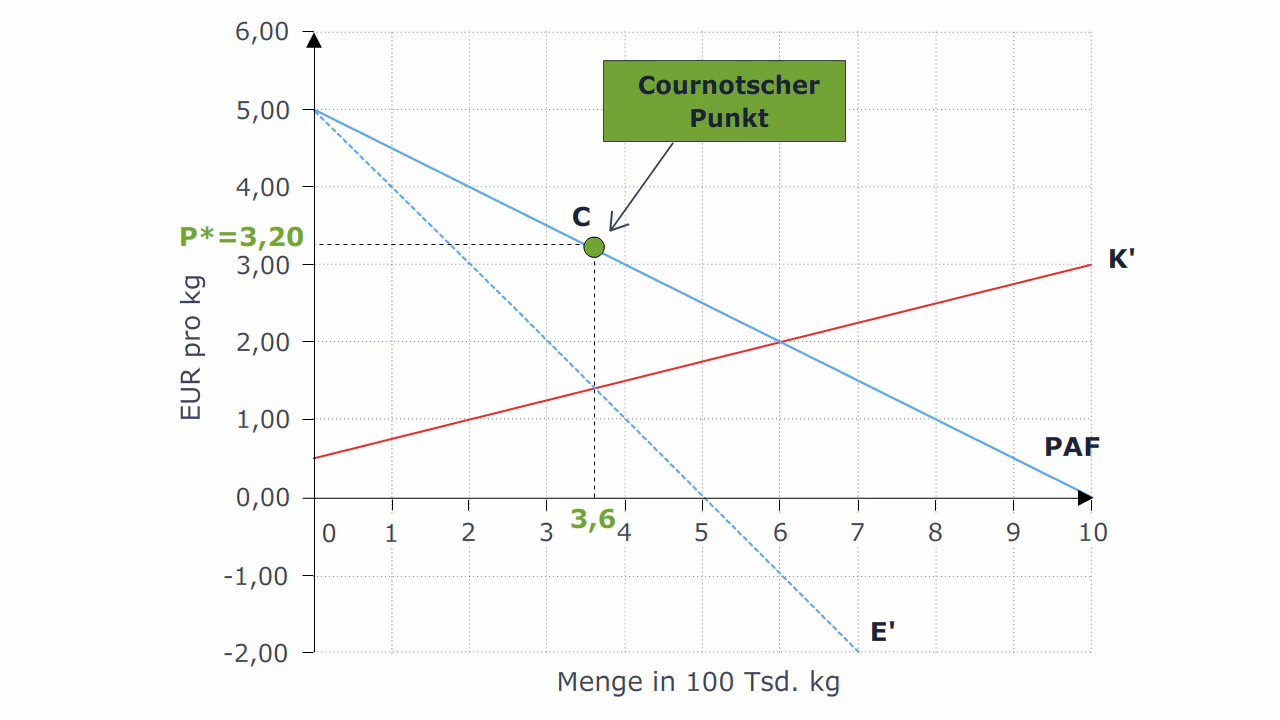 6,00
Cournotscher
Punkt
5,00
4,00
C
P*=3,20
3,00
K'
EUR pro kg
2,00
1,00
PAF
0,00
3,6
0 1 2 3 4 5 6 7 8 9 10
-1,00
E'
-2,00
Menge in 100 Tsd. kg